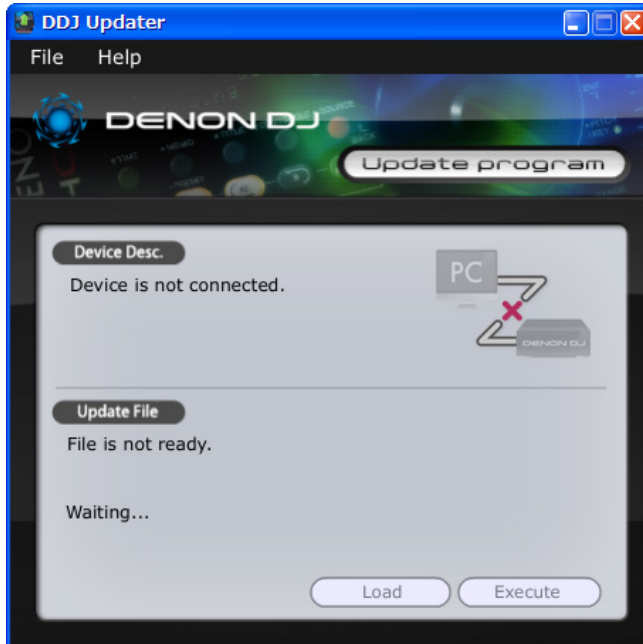 DDJ Updater
File Help
DENON DJ
Update program
Device Desc.
Device is not connected.
PC
DENON DJ
Update File
File is not ready.
Waiting...
Load Execute